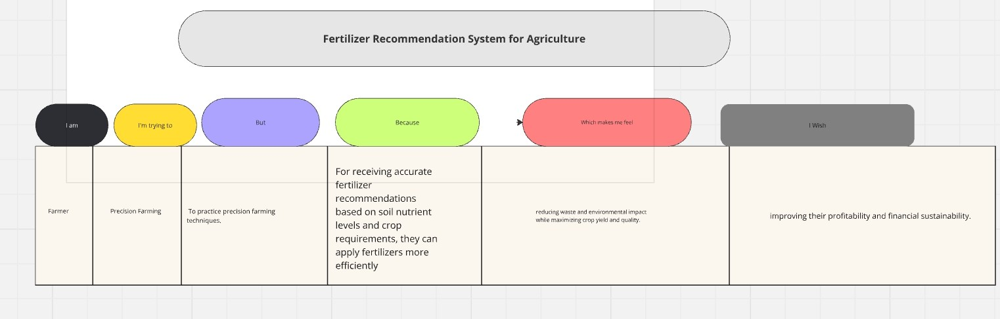 Fertilizer Recommendation System for Agriculture
I am
I'm trying to
But
Because
Which makes me feel
I Wish
Farmer
Precision Farming
To practice precision farming
techniques.
For receiving accurate
fertilizer
recommendations
based on soil nutrient
levels and crop
requirements, they can
apply fertilizers more
efficiently
reducing waste and environmental impact
while maximizing crop yield and quality.
improving their profitability and financial sustainability.